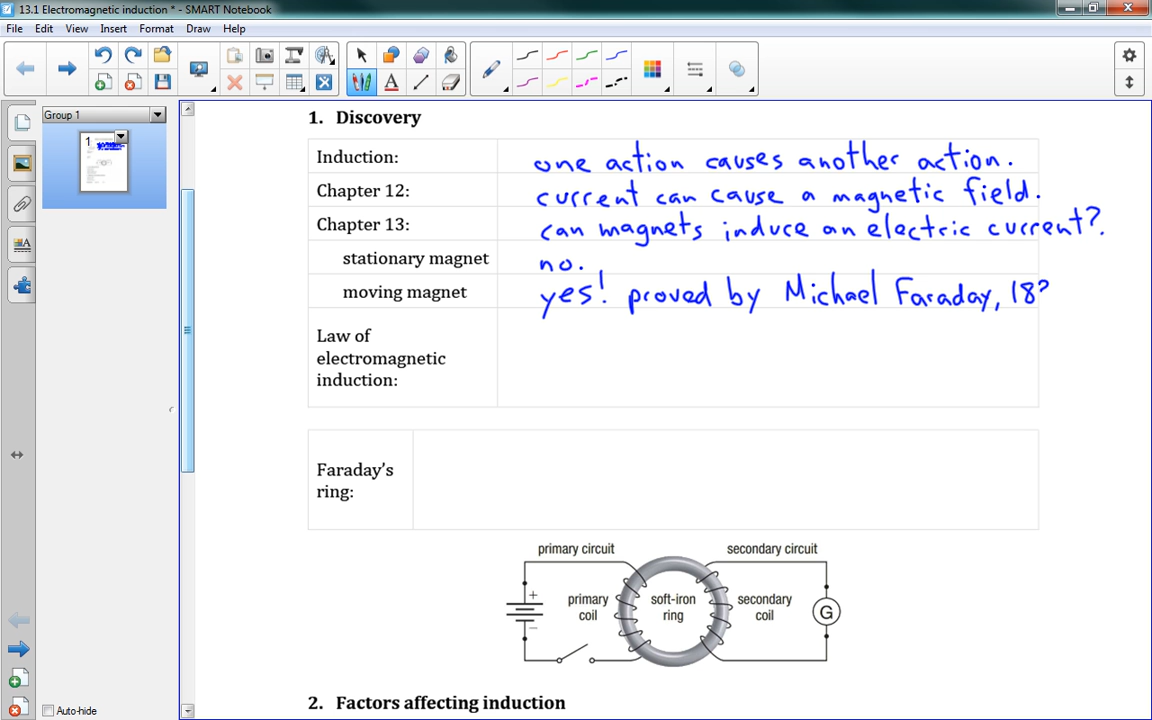 13.1 Electromagnetic induction * - SMART Notebook
File Edit View Insert Format Draw Help
Group 1
1
1. Discovery
Induction: one action causes another action.
Chapter 12: current can cause a magnetic field.
Chapter 13: can magnets induce an electric current?.
stationary magnet no.
moving magnet yes! proved by Michael Faraday,
Law of
electromagnetic
induction:
Faraday's
ring:
primary circuit secondary circuit
+
primary
coil
soft-iron
ring
secondary
coil
G
−
2. Factors affecting induction
Auto-hide